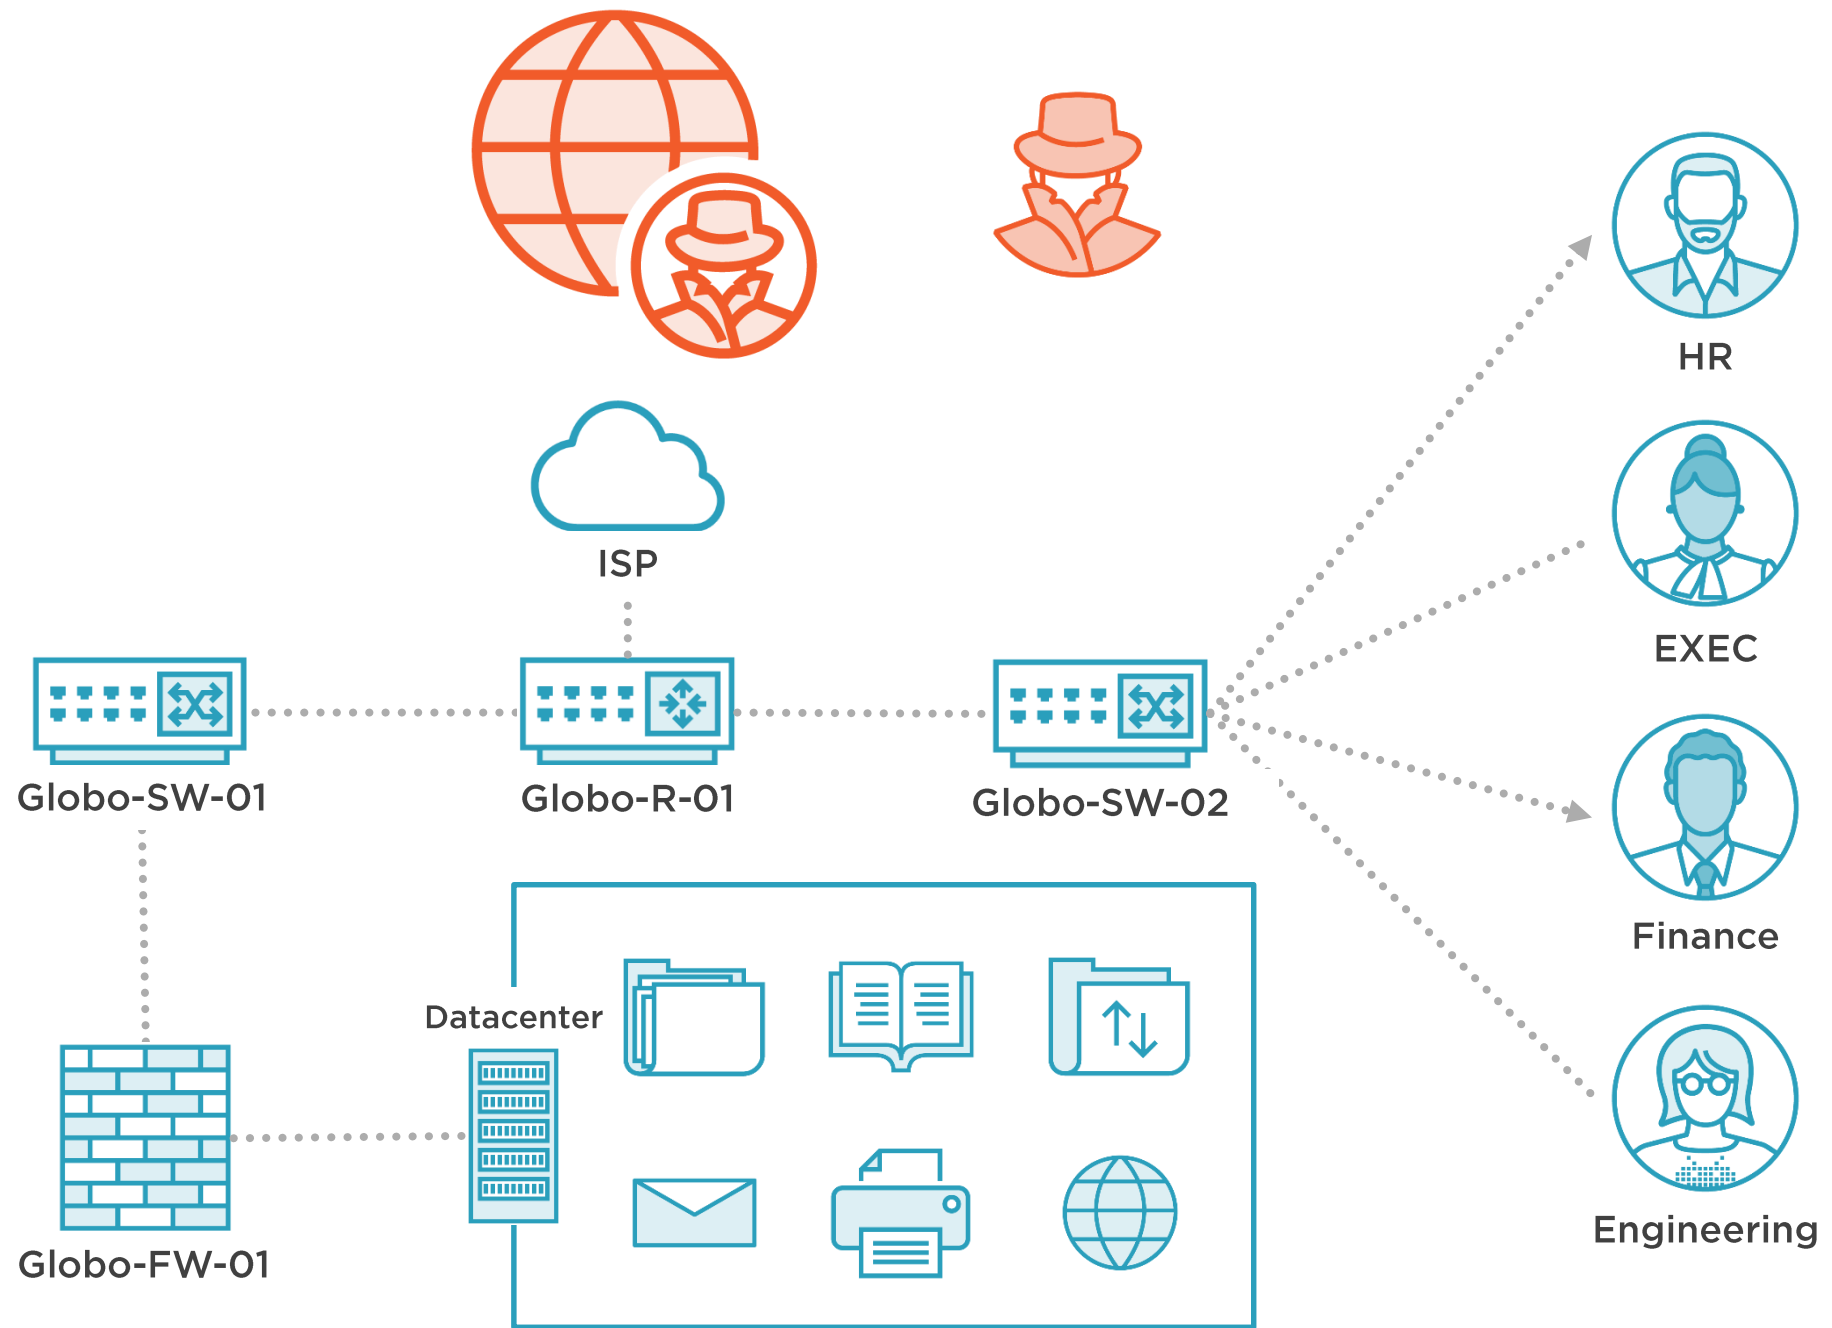 HR
ISP
EXEC
Globo-SW-01
Globo-R-01
Globo-SW-02
Finance
Datacenter
Engineering
Globo-FW-01